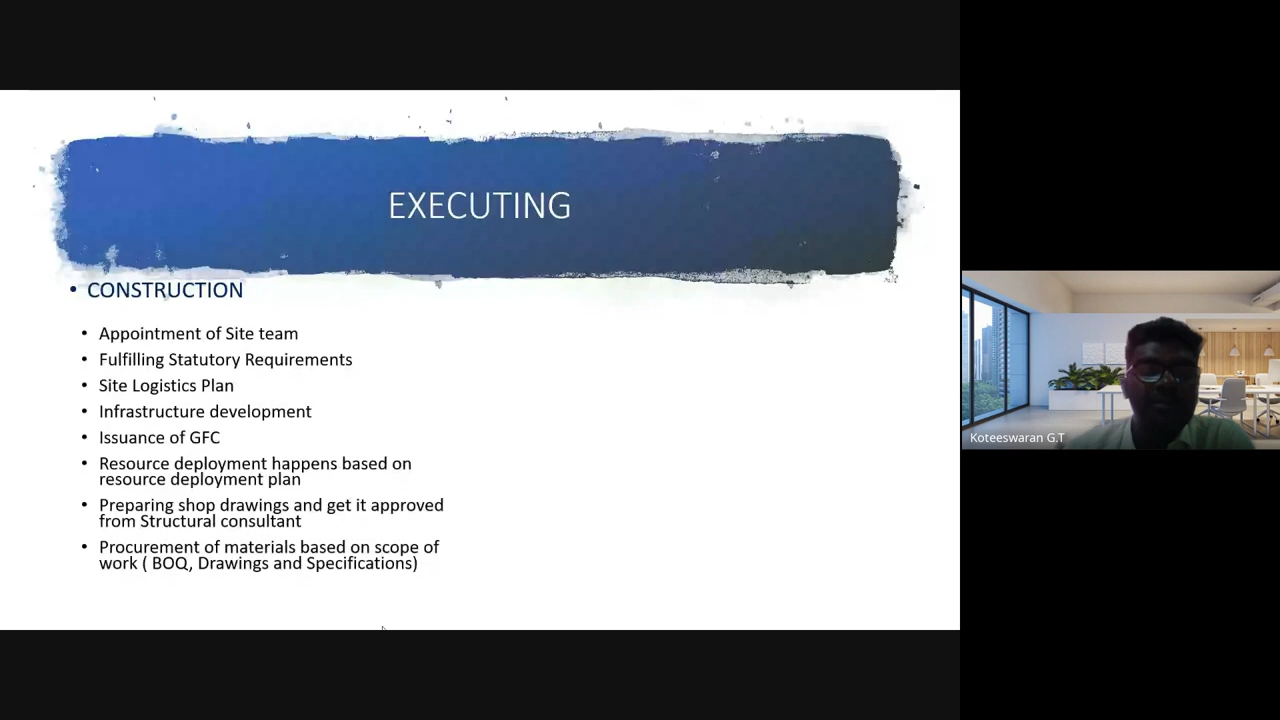 EXECUTING
• CONSTRUCTION
• Appointment of Site team
• Fulfilling Statutory Requirements
• Site Logistics Plan
• Infrastructure development
• Issuance of GFC
• Resource deployment happens based on
resource deployment plan
• Preparing shop drawings and get it approved
from Structural consultant
• Procurement of materials based on scope of
work ( BOQ, Drawings and Specifications)
Koteeswaran G.T